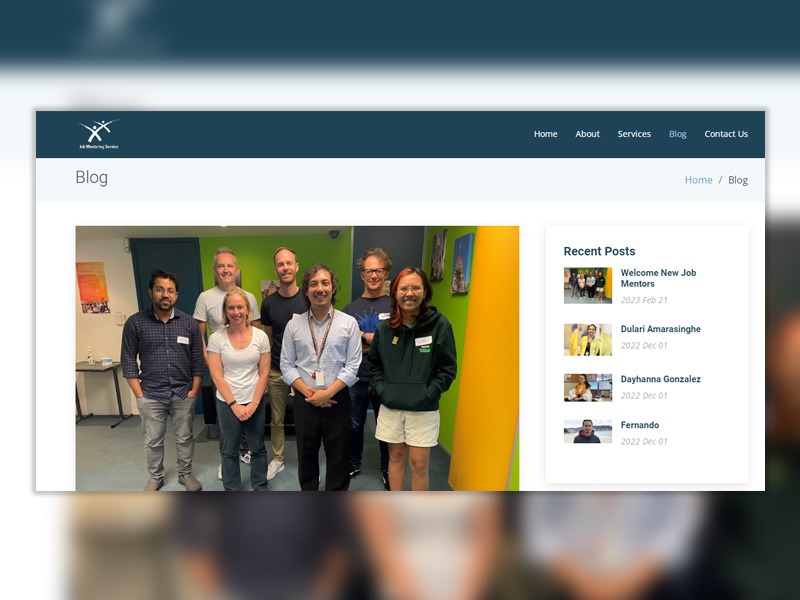 Job Mentoring Service
Home
About
Services
Blog
Contact Us
Blog
Home / Blog
Recent Posts
Welcome New Job
Mentors
2023 Feb 21
Dulari Amarasinghe
2022 Dec 01
Dayhanna Gonzalez
2022 Dec 01
Fernando
2022 Dec 01